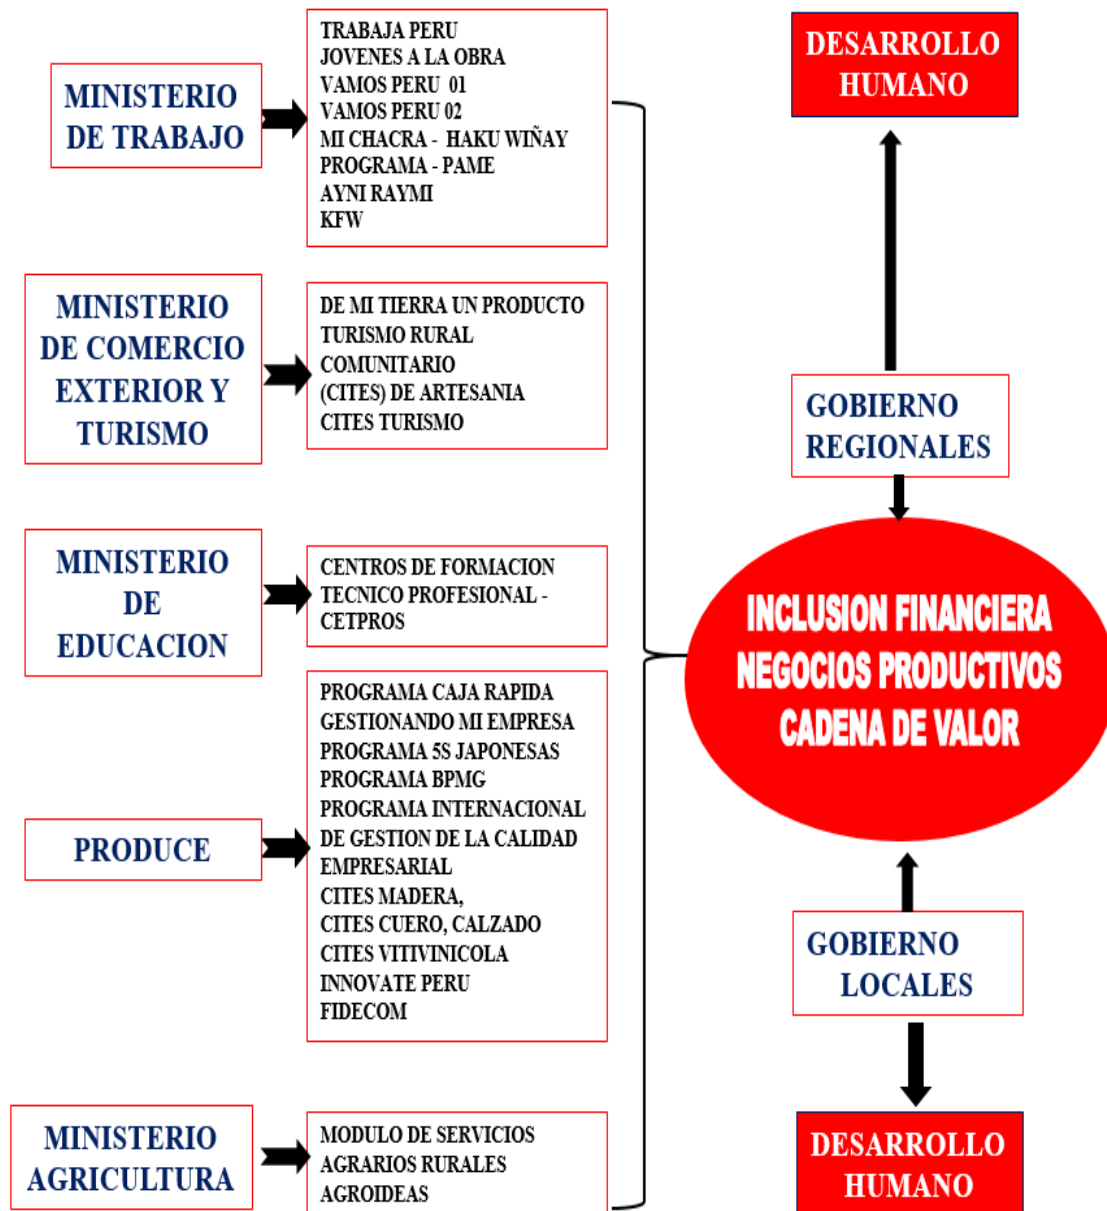 MINISTERIO
DE TRABAJO
TRABAJA PERU
JOVENES A LA OBRA
VAMOS PERU 01
VAMOS PERU 02
MI CHACRA - HAKU WIÑAY
PROGRAMA - PAME
AYNI RAYMI
KFW
MINISTERIO
DE COMERCIO
EXTERIOR Y
TURISMO
DE MI TIERRA UN PRODUCTO
TURISMO RURAL
COMUNITARIO
(CITES) DE ARTESANIA
CITES TURISMO
MINISTERIO
DE
EDUCACION
CENTROS DE FORMACION
TECNICO PROFESIONAL -
CETPROS
PRODUCE
PROGRAMA CAJA RAPIDA
GESTIONANDO MI EMPRESA
PROGRAMA 5S JAPONESAS
PROGRAMA BPMG
PROGRAMA INTERNACIONAL
DE GESTION DE LA CALIDAD
EMPRESARIAL
CITES MADERA,
CITES CUERO, CALZADO
CITES VITIVINICOLA
INNOVATE PERU
FIDECOM
MINISTERIO
AGRICULTURA
MODULO DE SERVICIOS
AGRARIOS RURALES
AGROIDEAS
DESARROLLO
HUMANO
GOBIERNO
REGIONALES
INCLUSION FINANCIERA
NEGOCIOS PRODUCTIVOS
CADENA DE VALOR
GOBIERNO
LOCALES
DESARROLLO
HUMANO